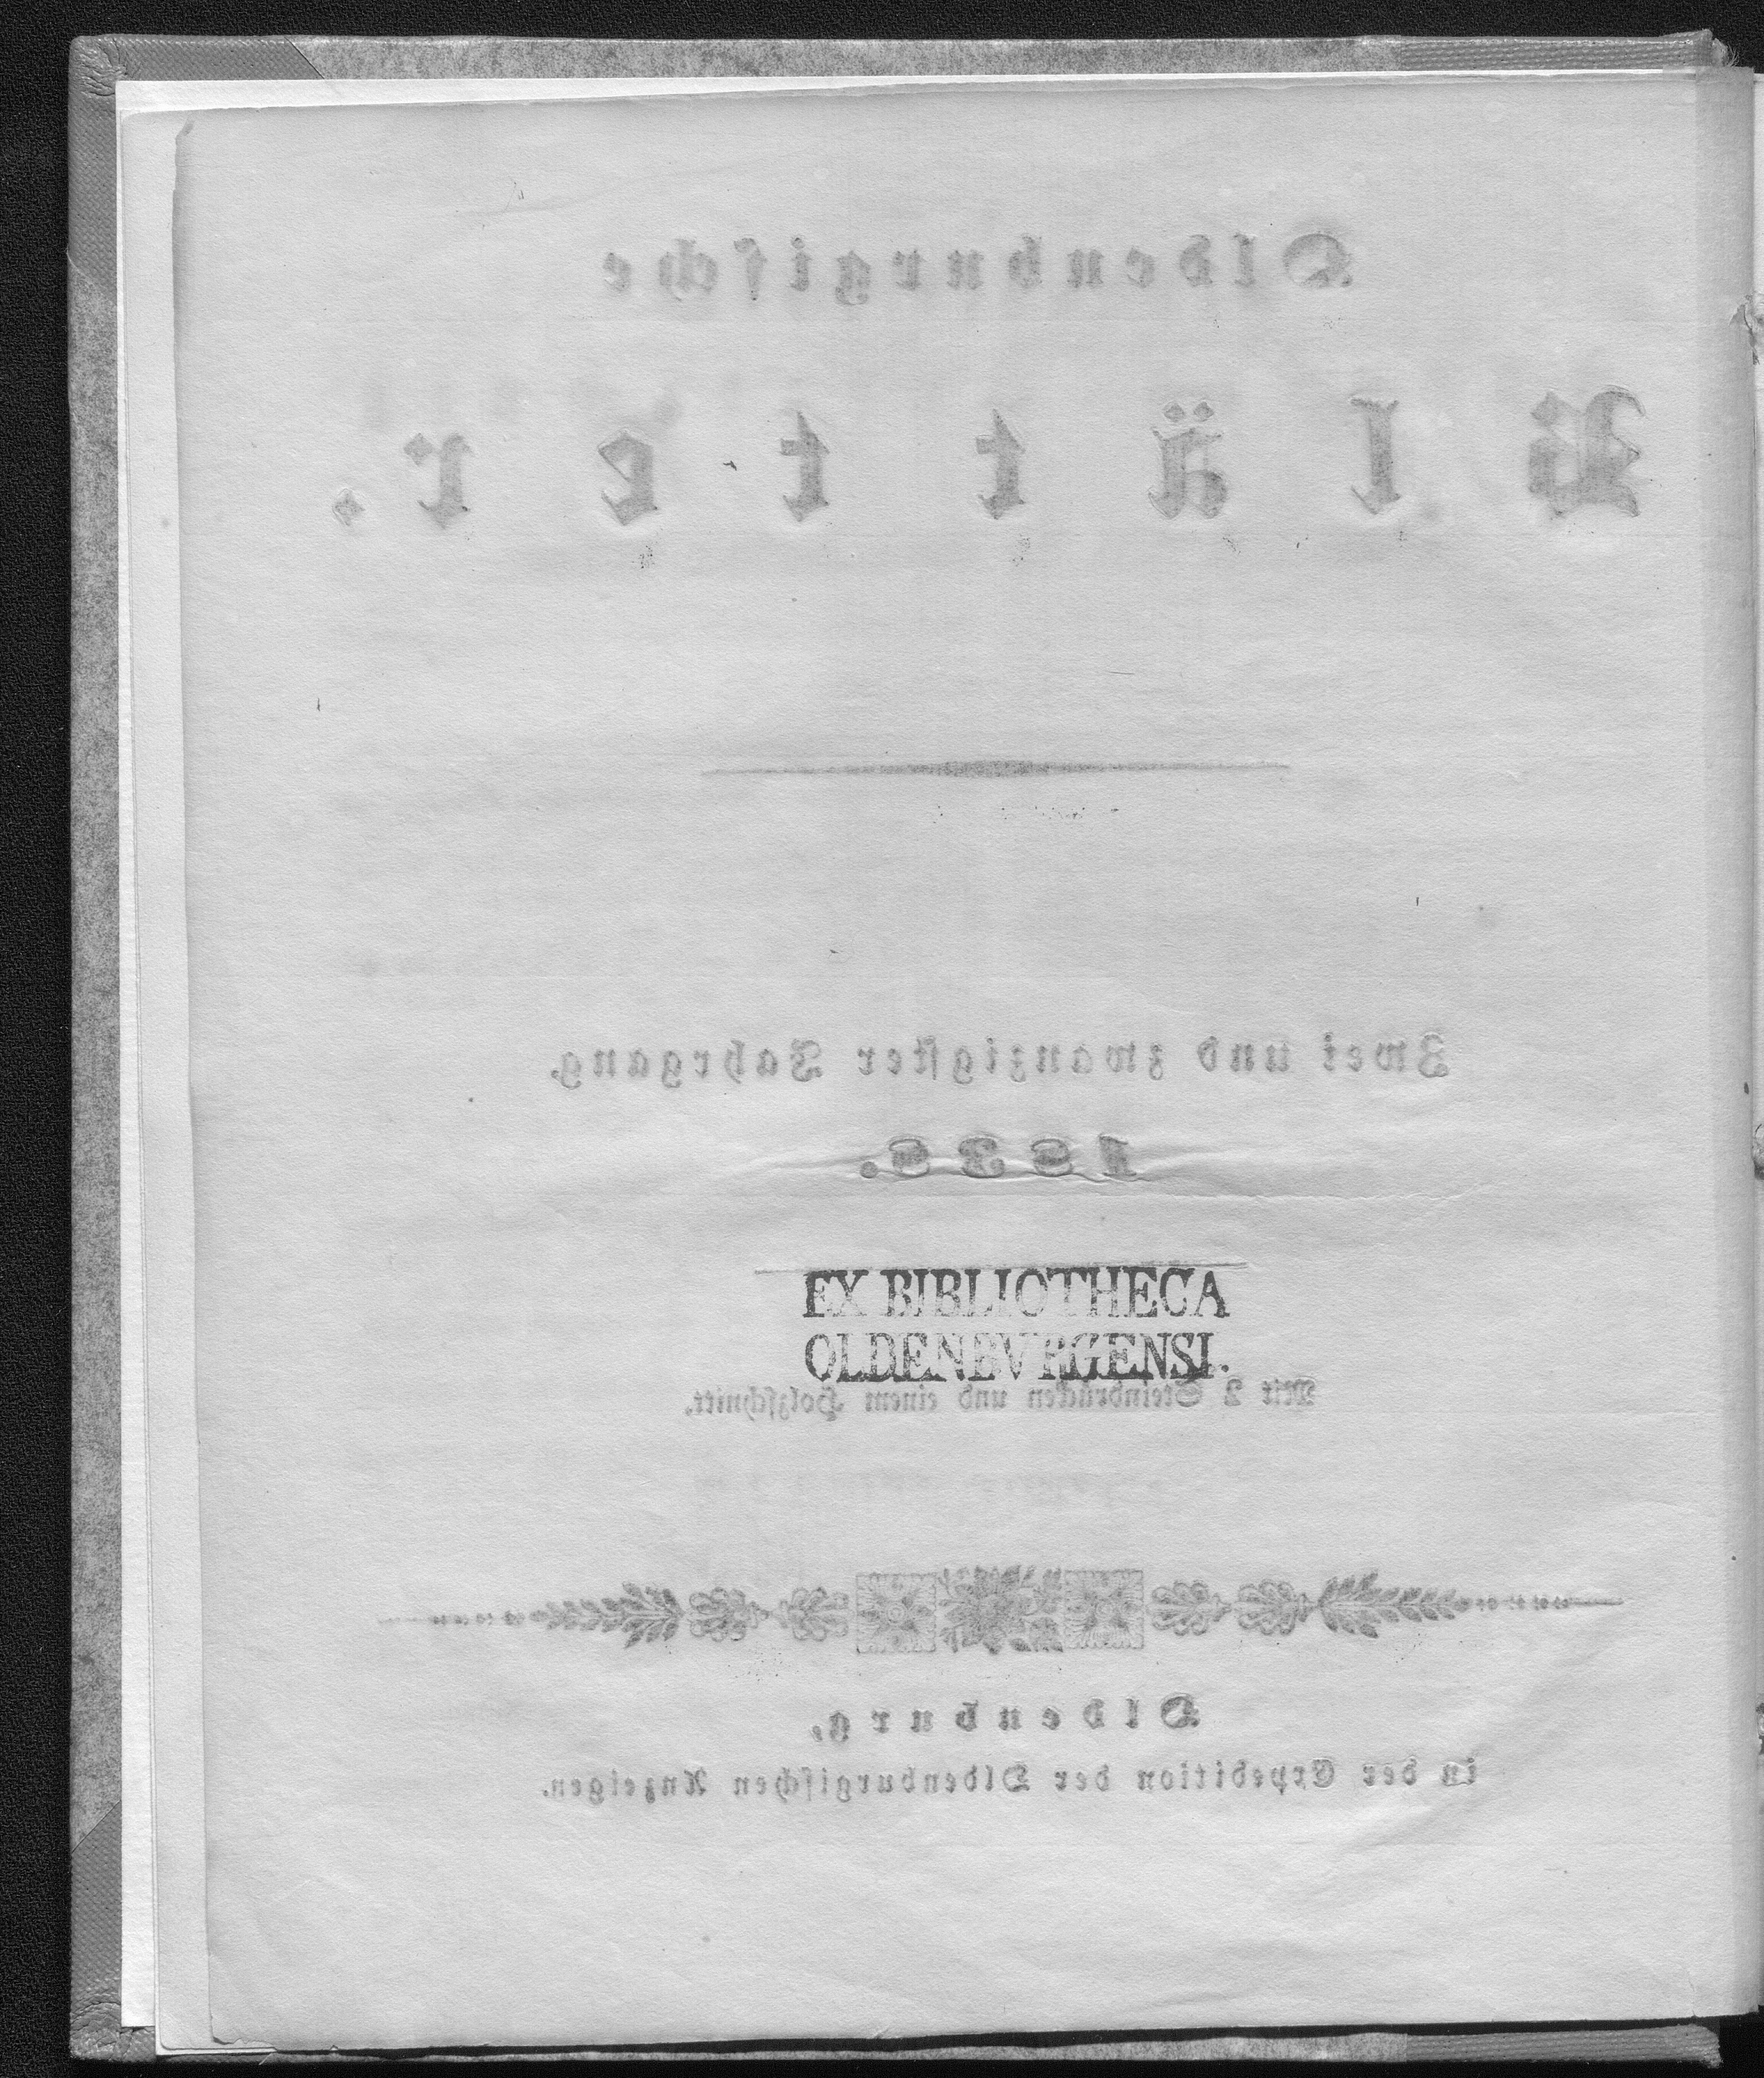 Oldenburgische
Blätter.
Zwei und zwanzigster Jahrgang.
1838.
EX BIBLIOTHECA
OLDENBVRGENSI.
Mit 2 Steindrücken und einem Holzschnitt.
Oldenburg,
in der Expedition der Oldenburgischen Anzeigen.